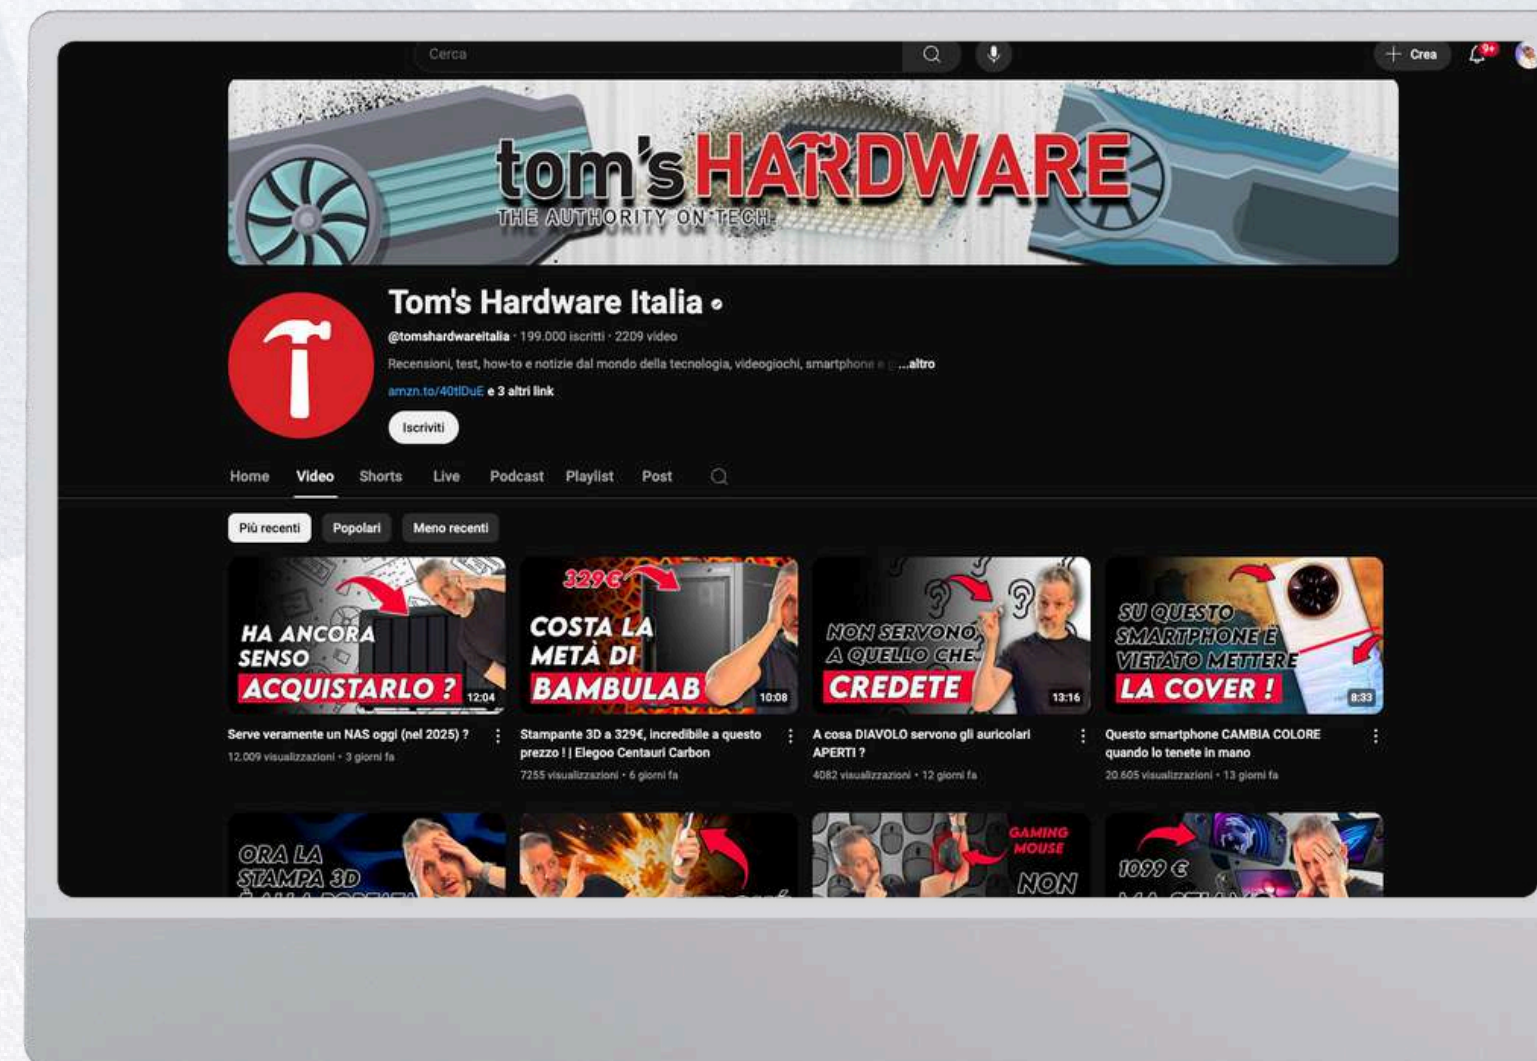 Cerca
Crea
9+
tom's HARDWARE
THE AUTHORITY ON TECH
Tom's Hardware Italia
@tomshardwareitalia · 199.000 iscritti · 2209 video
Recensioni, test, how-to e notizie dal mondo della tecnologia, videogiochi, smartphone e ...altro
amzn.to/40tlDuE e 3 altri link
Iscriviti
Home Video Shorts Live Podcast Playlist Post
Più recenti Popolari Meno recenti
HA ANCORA
SENSO
ACQUISTARLO ?
12:04
Serve veramente un NAS oggi (nel 2025) ?
12.009 visualizzazioni • 3 giorni fa
329€
COSTA LA
METÀ DI
BAMBULAB
10:08
Stampante 3D a 329€, incredibile a questo
prezzo ! | Elegoo Centauri Carbon
7255 visualizzazioni • 6 giorni fa
NON SERVONO
A QUELLO CHE
CREDETE
13:16
A cosa DIAVOLO servono gli auricolari
APERTI ?
4082 visualizzazioni • 12 giorni fa
SU QUESTO
SMARTPHONE È
VIETATO METTERE
LA COVER !
8:33
Questo smartphone CAMBIA COLORE
quando lo tenete in mano
20.605 visualizzazioni • 13 giorni fa
ORA LA
STAMPA 3D
È ALLA PORTATA
GAMING
MOUSE
NON
1099 €